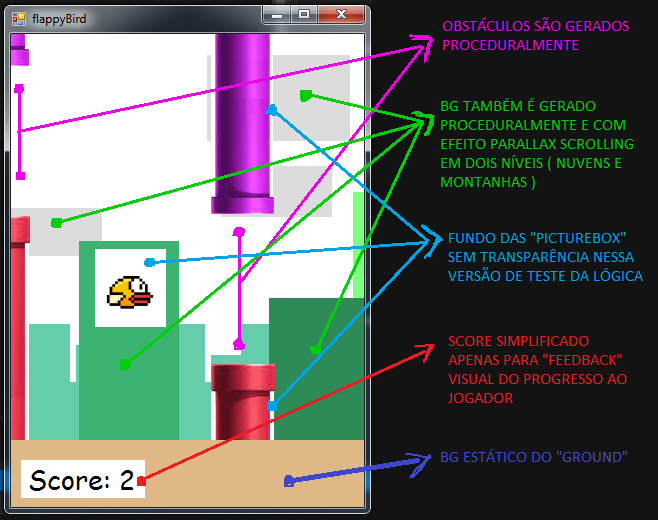 flappyBird
OBSTÁCULOS SÃO GERADOS
PROCEDURALMENTE
BG TAMBÉM É GERADO
PROCEDURALMENTE E COM
EFEITO PARALLAX SCROLLING
EM DOIS NÍVEIS ( NUVENS E
MONTANHAS )
FUNDO DAS "PICTUREBOX"
SEM TRANSPARÊNCIA NESSA
VERSÃO DE TESTE DA LÓGICA
SCORE SIMPLIFICADO
APENAS PARA "FEEDBACK"
VISUAL DO PROGRESSO AO
JOGADOR
BG ESTÁTICO DO "GROUND"
Score: 2